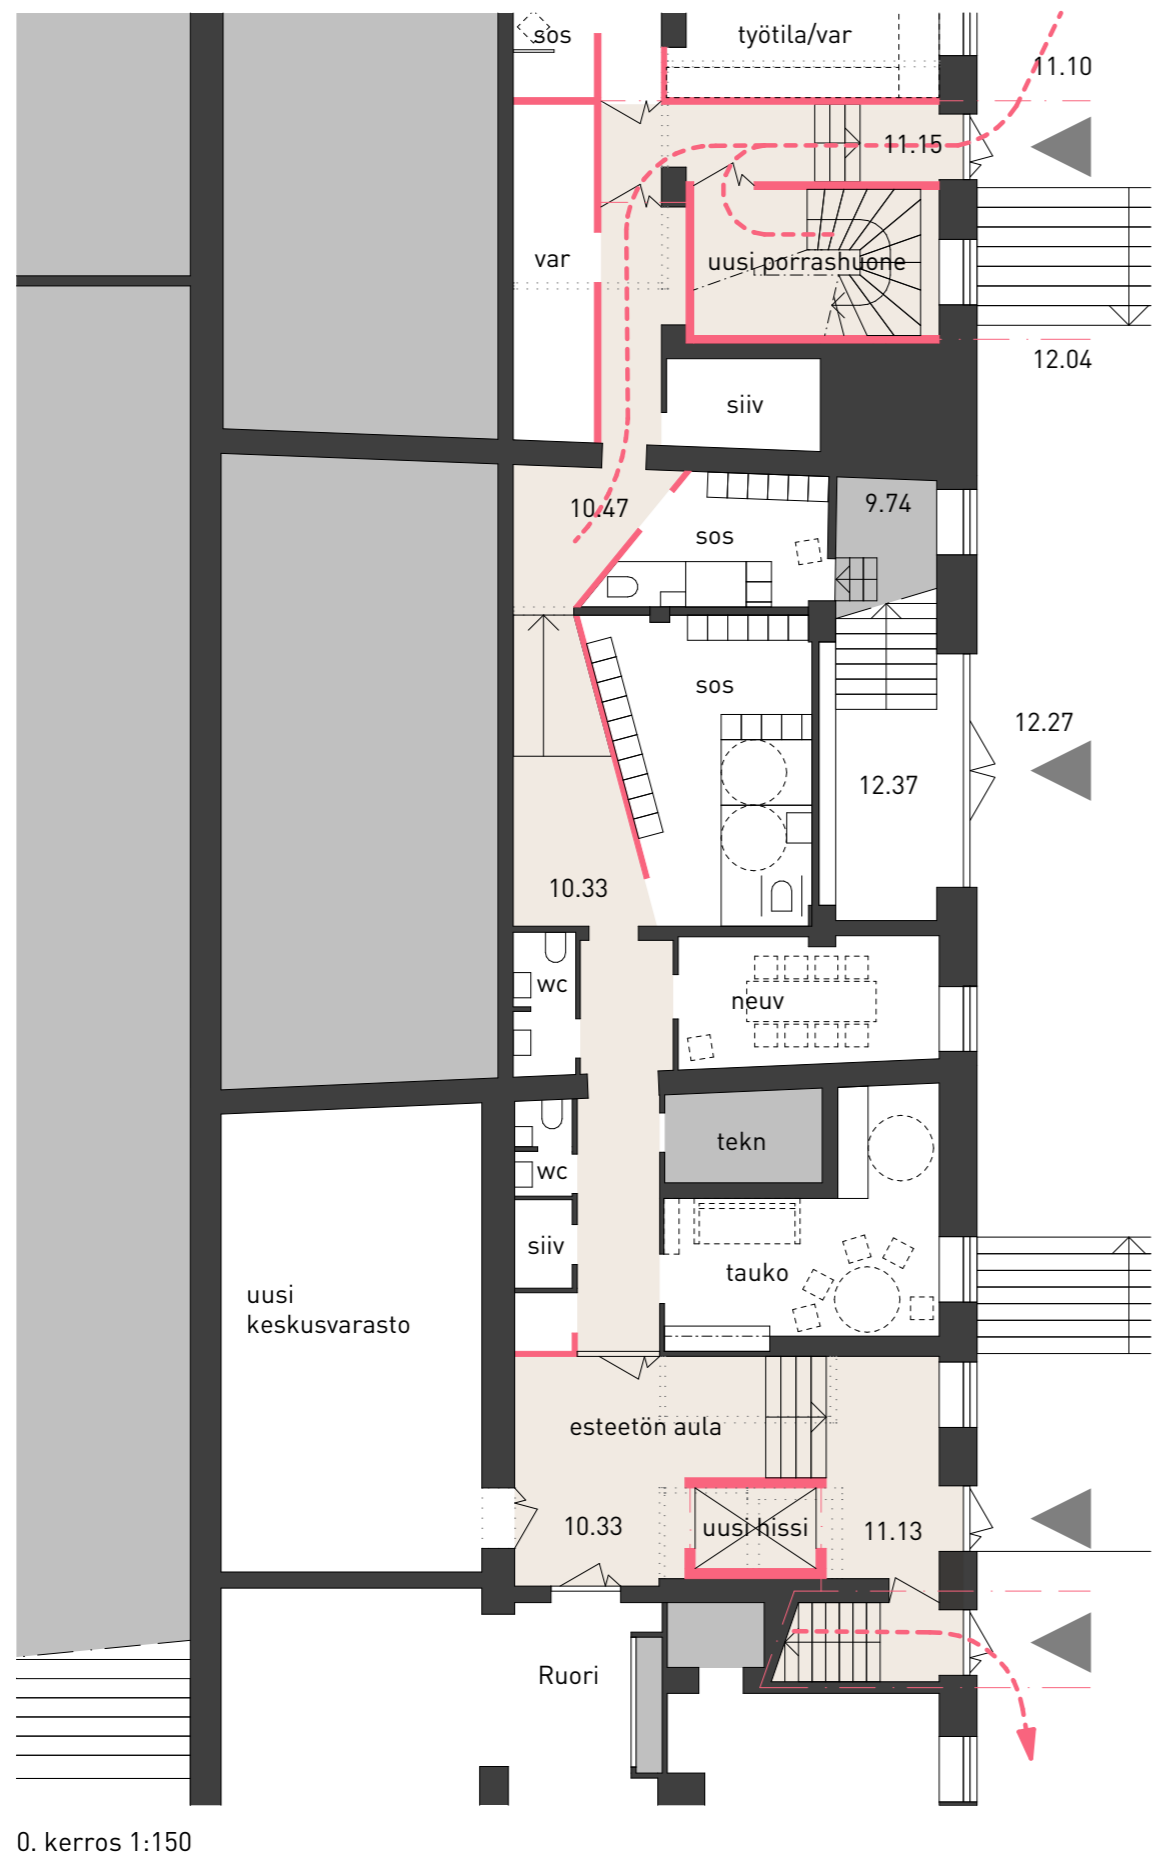 sos
työtila/var
11.10
11.15
var
uusi porrashuone
12.04
siiv
10.47
9.74
sos
sos
12.27
12.37
10.33
wc
neuv
tekn
wc
siiv
tauko
uusi
keskusvarasto
esteetön aula
10.33
uusi hissi
11.13
Ruori
0. kerros 1:150